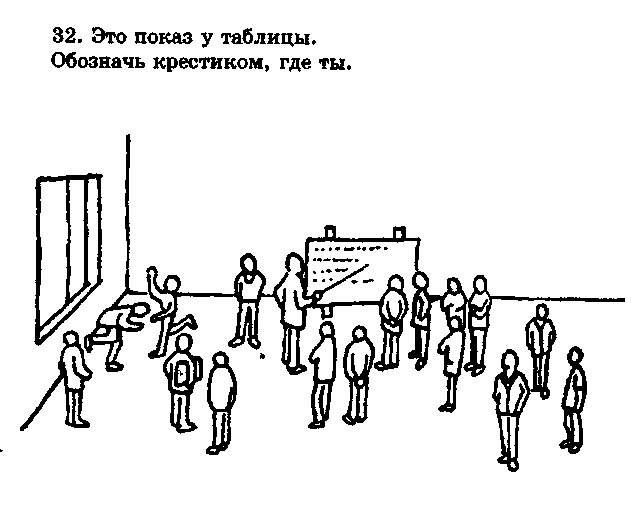 32. Это показ у таблицы.
Обозначь крестиком, где ты.